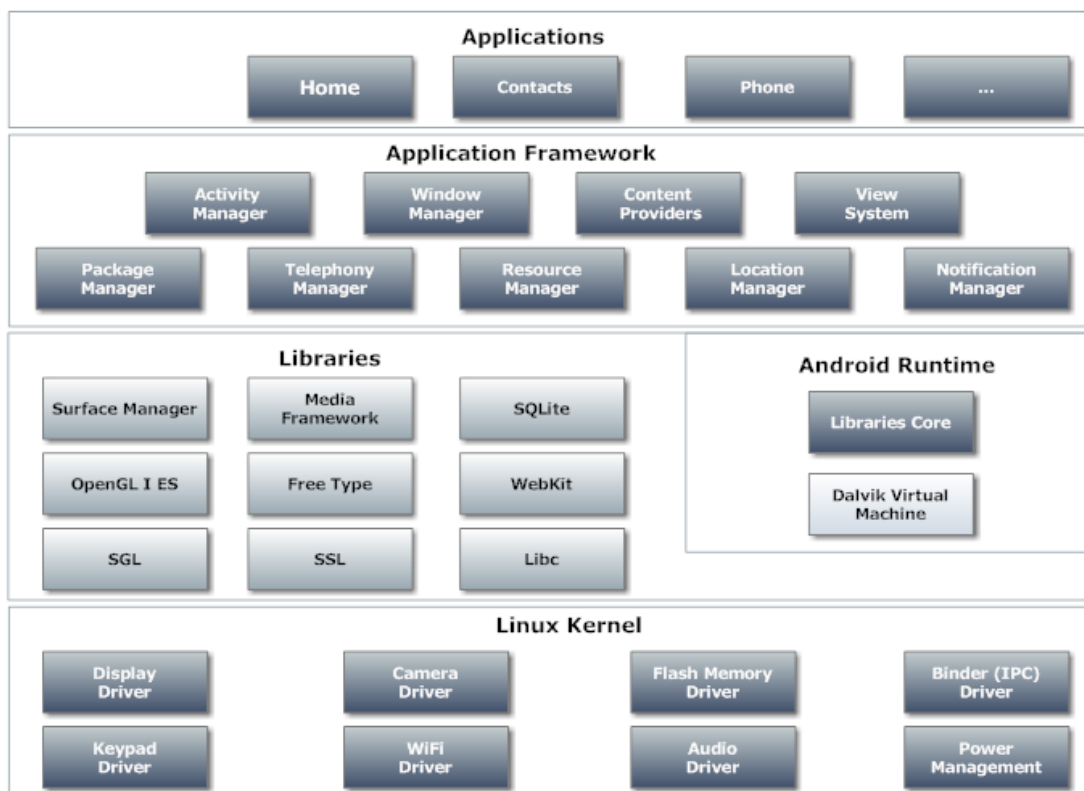 Applications
Home
Contacts
Phone
...
Application Framework
Activity
Manager
Window
Manager
Content
Providers
View
System
Package
Manager
Telephony
Manager
Resource
Manager
Location
Manager
Notification
Manager
Libraries
Surface Manager
Media
Framework
SQLite
OpenGL I ES
Free Type
WebKit
SGL
SSL
Libc
Android Runtime
Libraries Core
Dalvik Virtual
Machine
Linux Kernel
Display
Driver
Camera
Driver
Flash Memory
Driver
Binder (IPC)
Driver
Keypad
Driver
WiFi
Driver
Audio
Driver
Power
Management